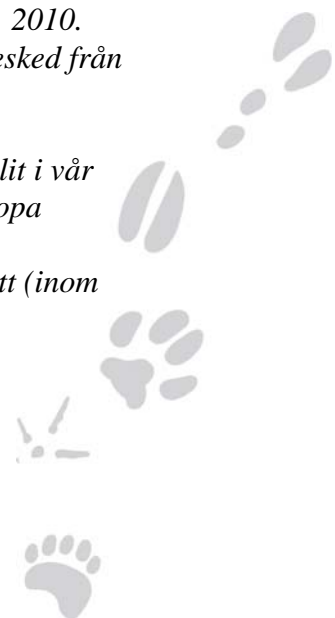 2010.
esked från
lit i vår
opa
tt (inom